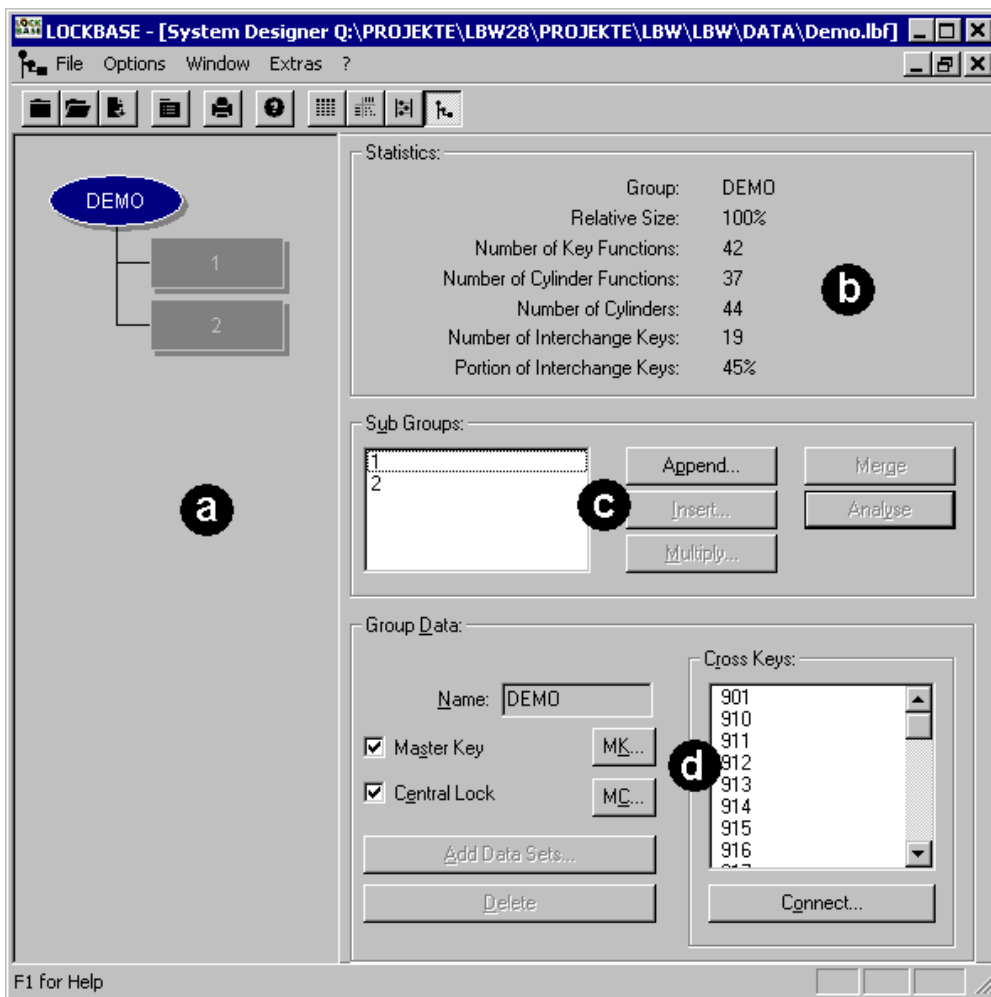 LOCKBASE - [System Designer Q:\PROJEKTE\LBW28\PROJEKTE\LBW\LBW\DATA\Demo.lbf]
File Options Window Extras ?
DEMO
1
2
a
Statistics:
Group: DEMO
Relative Size: 100%
Number of Key Functions: 42
Number of Cylinder Functions: 37
Number of Cylinders: 44
Number of Interchange Keys: 19
Portion of Interchange Keys: 45%
b
Sub Groups:
1
2
c
Append...
Insert...
Multiply...
Merge
Analyse
Group Data:
Name: DEMO
Master Key MK...
Central Lock MC...
Add Data Sets...
Delete
d
Cross Keys:
901
910
911
912
913
914
915
916
Connect...
F1 for Help